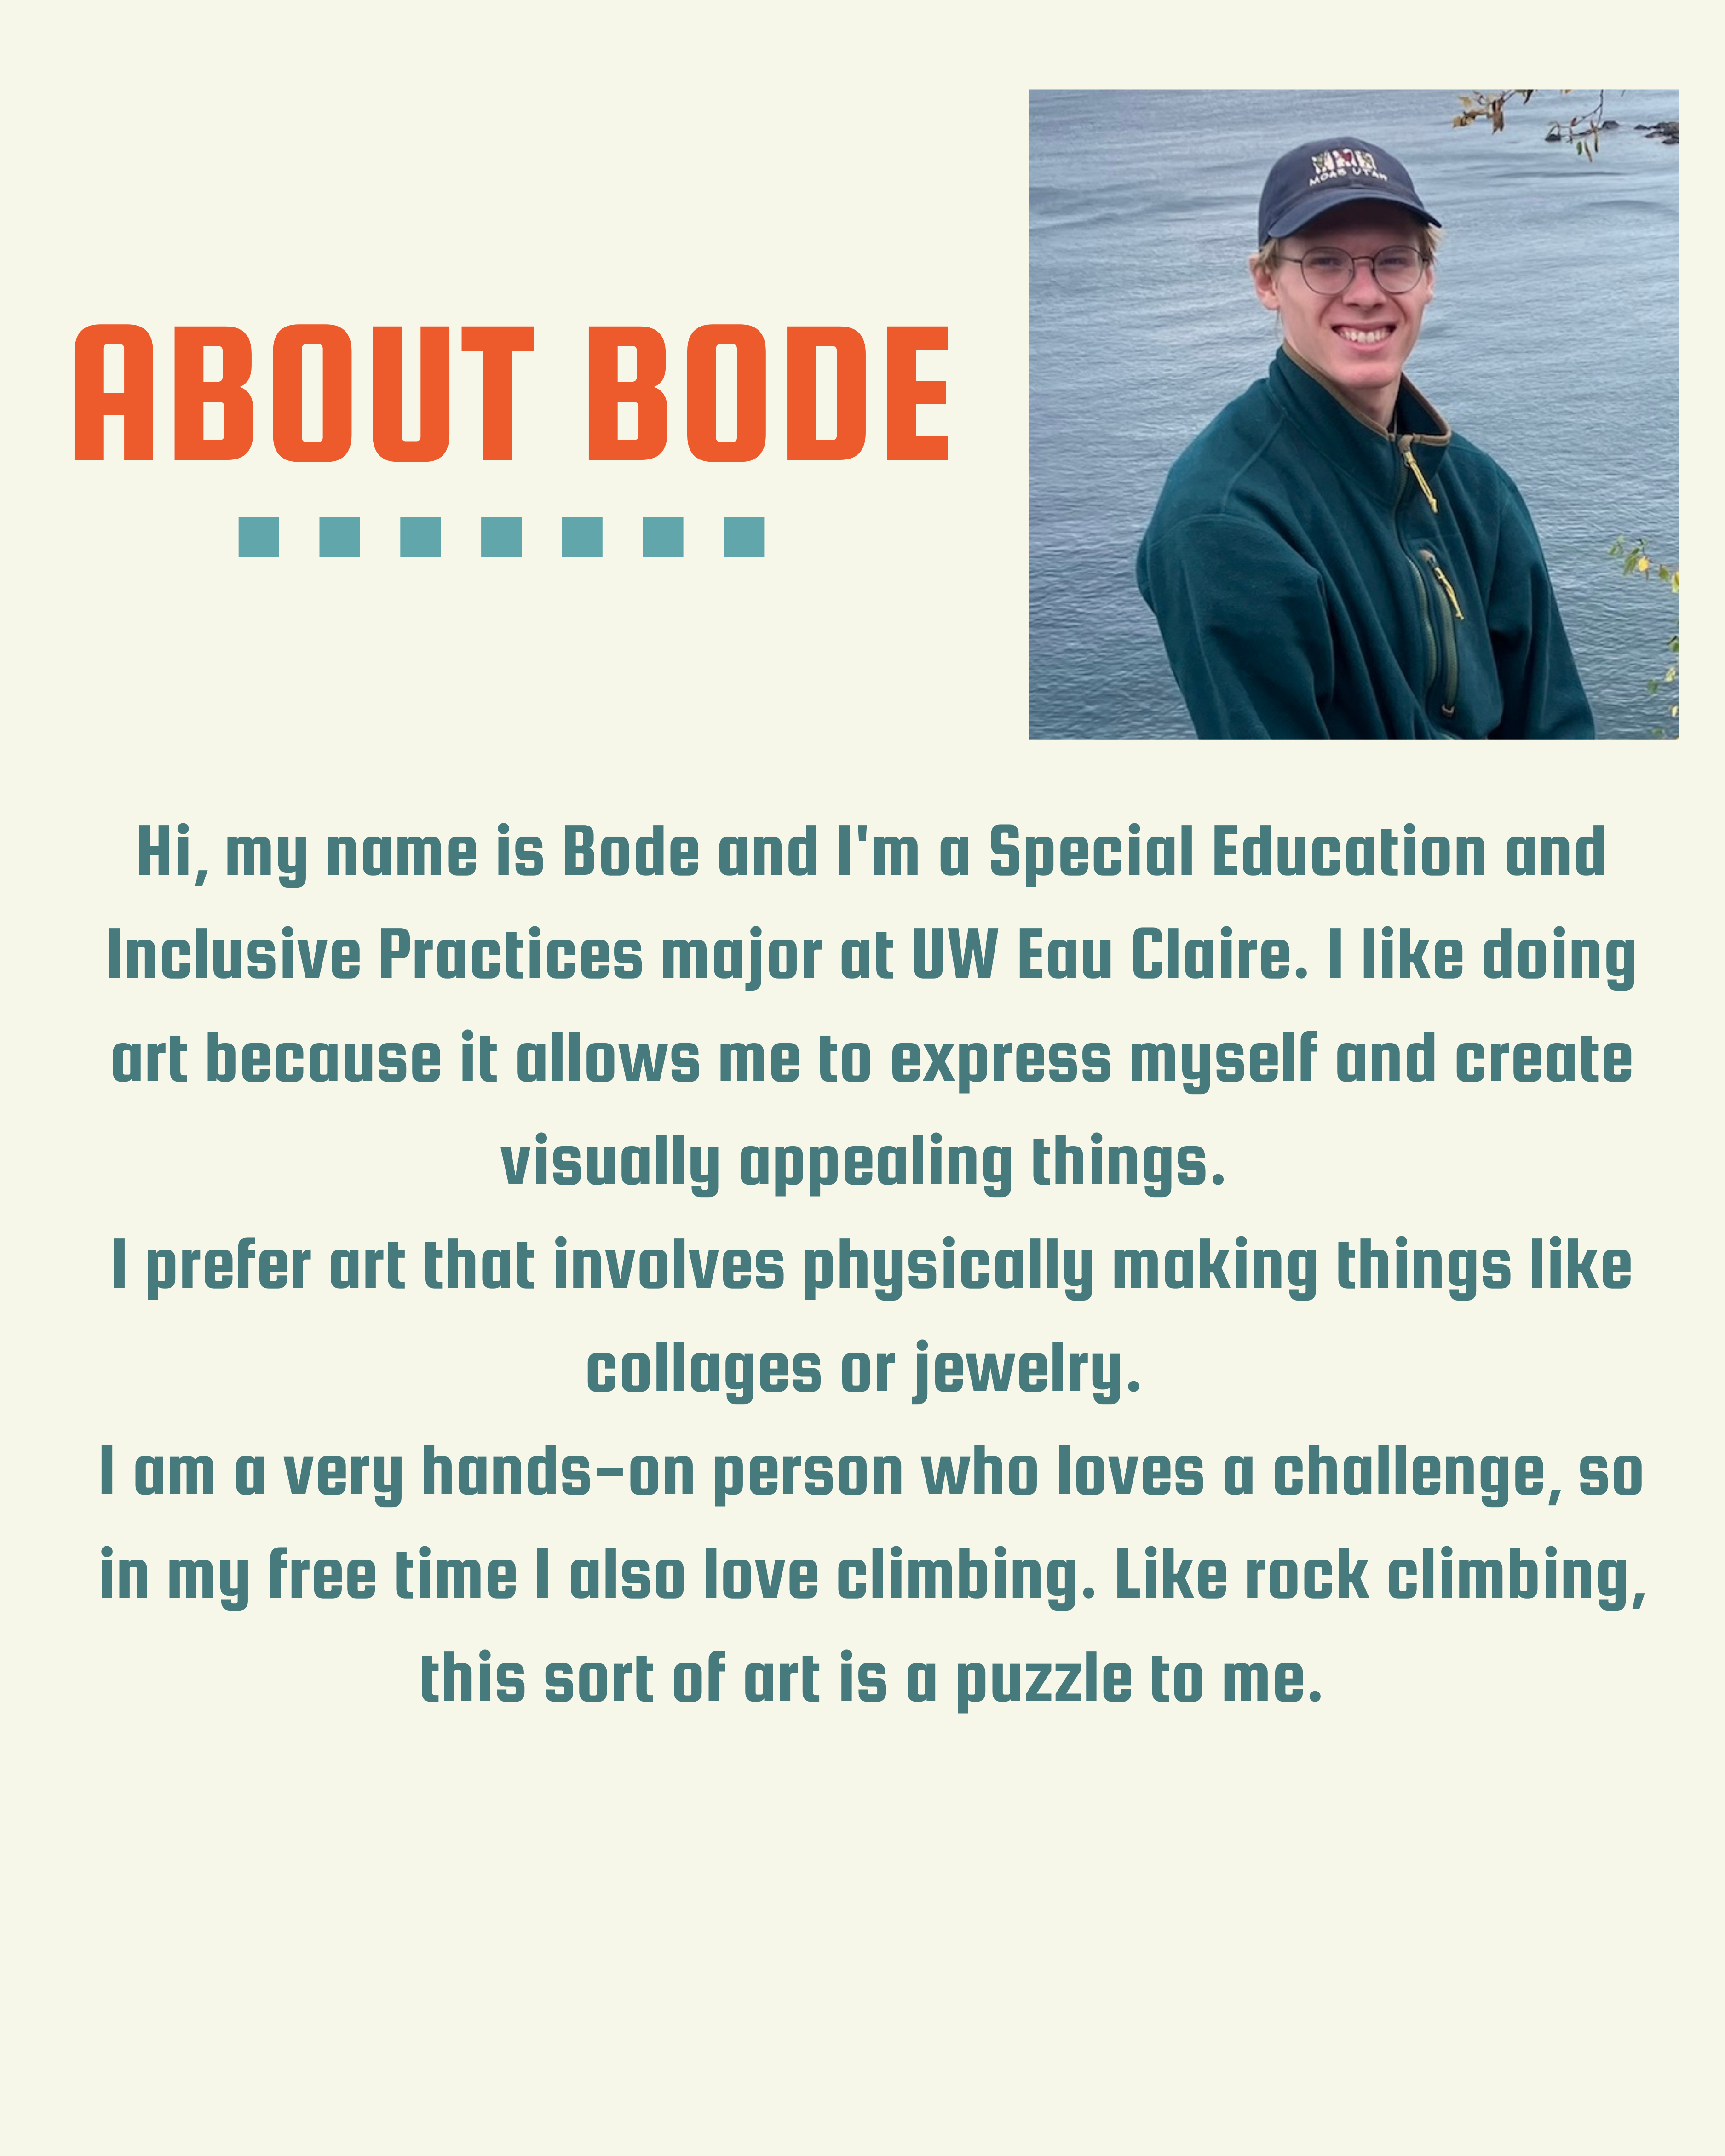 MOAB UTAH
ABOUT BODE
Hi, my name is Bode and I'm a Special Education and
Inclusive Practices major at UW Eau Claire. I like doing
art because it allows me to express myself and create
visually appealing things.
I prefer art that involves physically making things like
collages or jewelry.
I am a very hands-on person who loves a challenge, so
in my free time I also love climbing. Like rock climbing,
this sort of art is a puzzle to me.